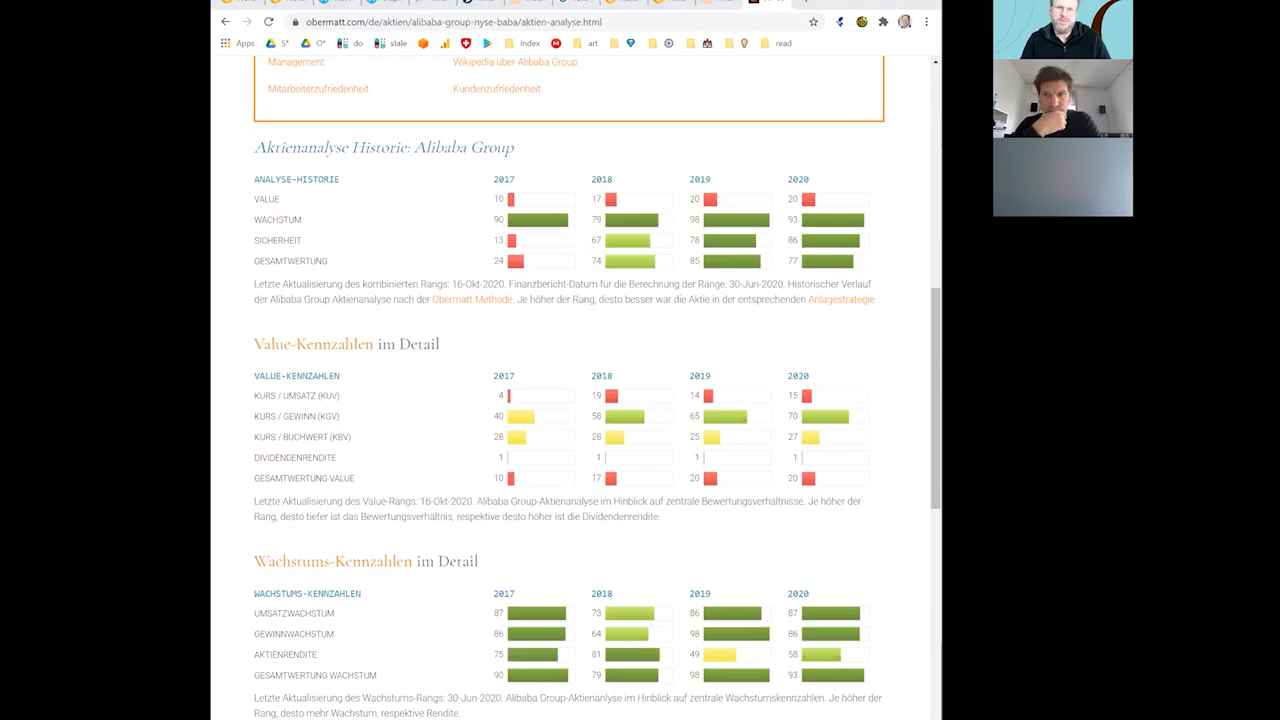 obermatt.com/de/aktien/alibaba-group-nyse-baba/aktien-analyse.html
Apps S* O* do stale Index art read
Management Wikipedia über Alibaba Group
Mitarbeiterzufriedenheit Kundenzufriedenheit
Aktienanalyse Historie: Alibaba Group
ANALYSE-HISTORIE 2017 2018 2019 2020
VALUE 10 17 20 20
WACHSTUM 90 79 98 93
SICHERHEIT 13 67 78 86
GESAMTWERTUNG 24 74 85 77
Letzte Aktualisierung des kombinierten Rangs: 16-Okt-2020. Finanzbericht-Datum für die Berechnung der Ränge: 30-Jun-2020. Historischer Verlauf
der Alibaba Group Aktienanalyse nach der Obermatt Methode. Je höher der Rang, desto besser war die Aktie in der entsprechenden Anlagestrategie.
Value-Kennzahlen im Detail
VALUE-KENNZAHLEN 2017 2018 2019 2020
KURS / UMSATZ (KUV) 4 19 14 15
KURS / GEWINN (KGV) 40 58 65 70
KURS / BUCHWERT (KBV) 28 28 25 27
DIVIDENDENRENDITE 1 1 1 1
GESAMTWERTUNG VALUE 10 17 20 20
Letzte Aktualisierung des Value-Rangs: 16-Okt-2020. Alibaba Group-Aktienanalyse im Hinblick auf zentrale Bewertungsverhältnisse. Je höher der
Rang, desto tiefer ist das Bewertungsverhältnis, respektive desto höher ist die Dividendenrendite.
Wachstums-Kennzahlen im Detail
WACHSTUMS-KENNZAHLEN 2017 2018 2019 2020
UMSATZWACHSTUM 87 73 86 87
GEWINNWACHSTUM 86 64 98 86
AKTIENRENDITE 75 81 49 58
GESAMTWERTUNG WACHSTUM 90 79 98 93
Letzte Aktualisierung des Wachstums-Rangs: 30-Jun-2020. Alibaba Group-Aktienanlyse im Hinblick auf zentrale Wachstumskennzahlen. Je höher der
Rang, desto mehr Wachstum, respektive Rendite.